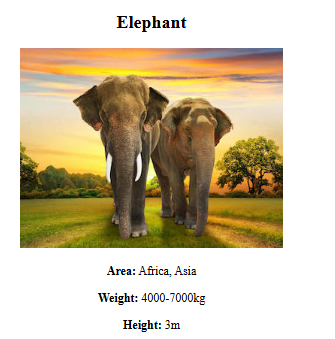 Elephant
Area: Africa, Asia
Weight: 4000-7000kg
Height: 3m